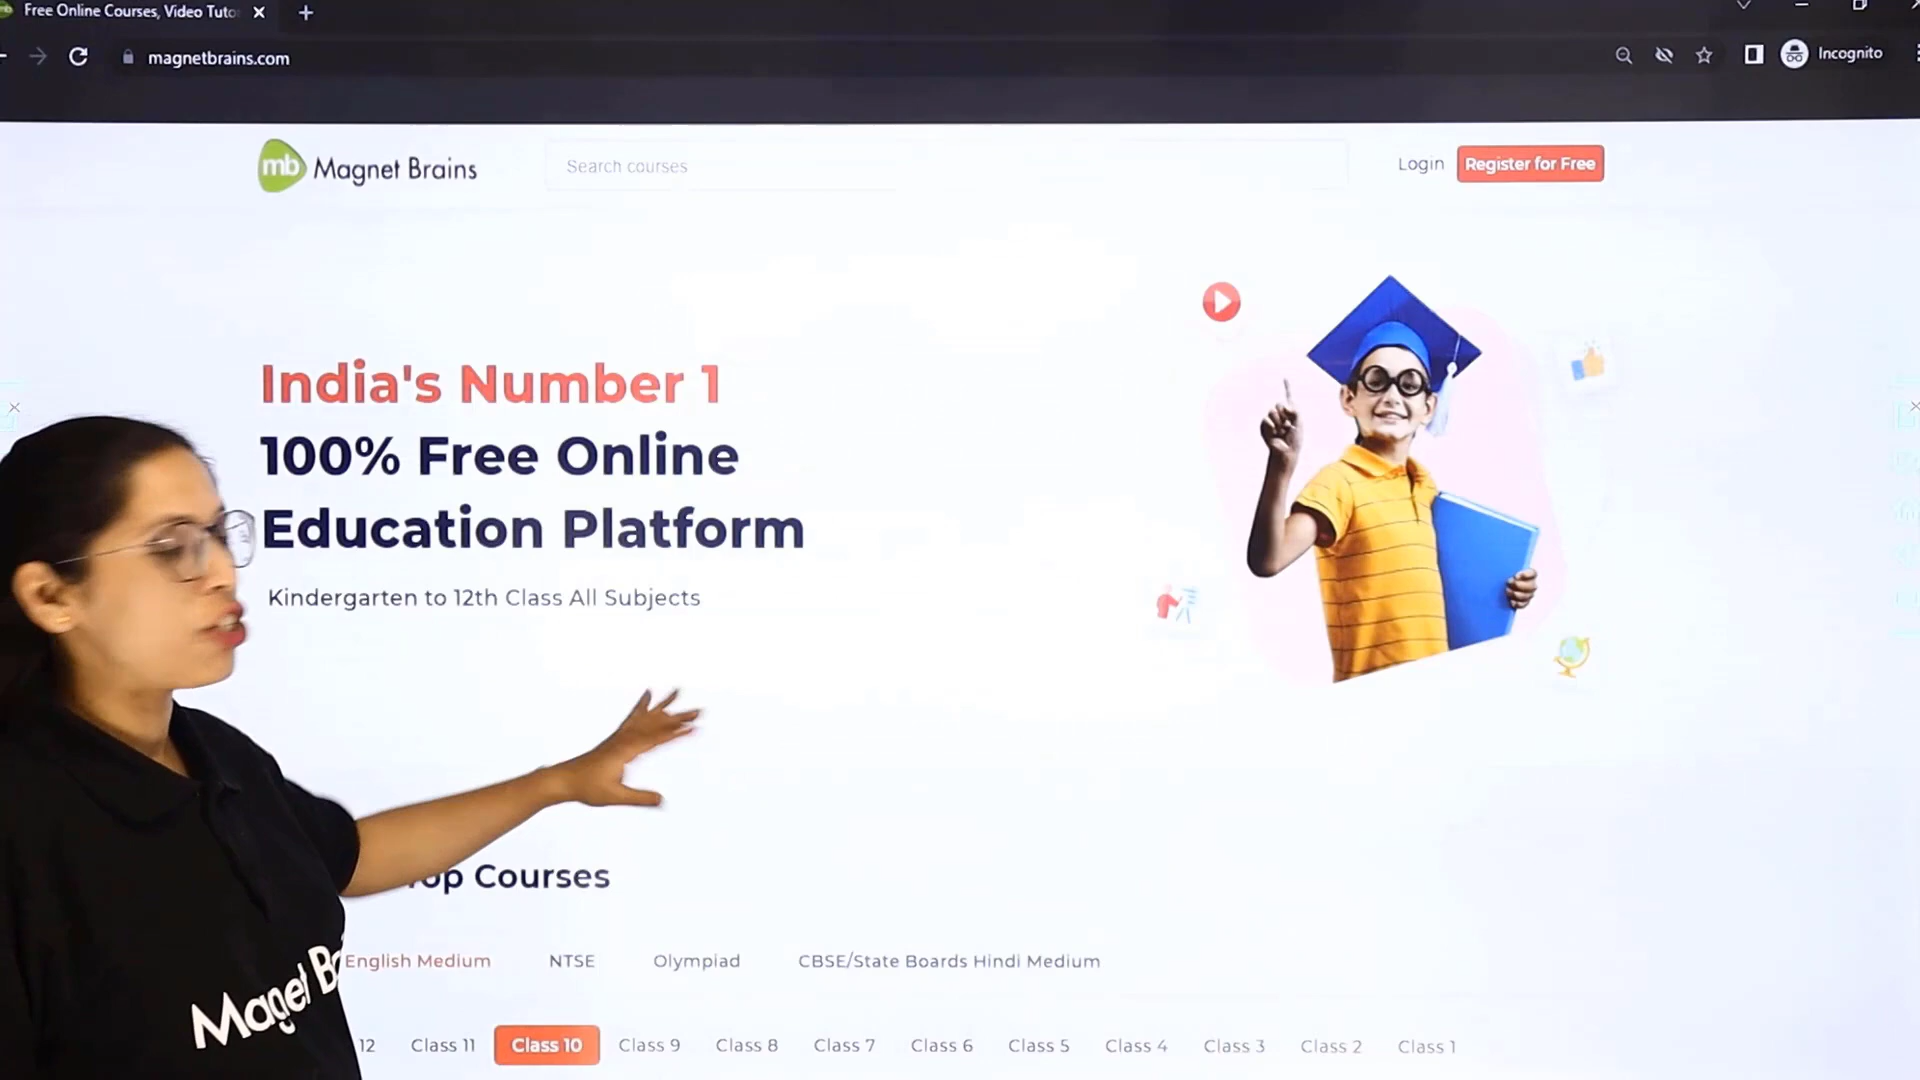 Free Online Courses, Video Tuto
magnetbrains.com
Incognito
mb Magnet Brains
Search courses
Login
Register for Free
India's Number 1
100% Free Online
Education Platform
Kindergarten to 12th Class All Subjects
Top Courses
English Medium
NTSE
Olympiad
CBSE/State Boards Hindi Medium
Magnet B
12
Class 11
Class 10
Class 9
Class 8
Class 7
Class 6
Class 5
Class 4
Class 3
Class 2
Class 1